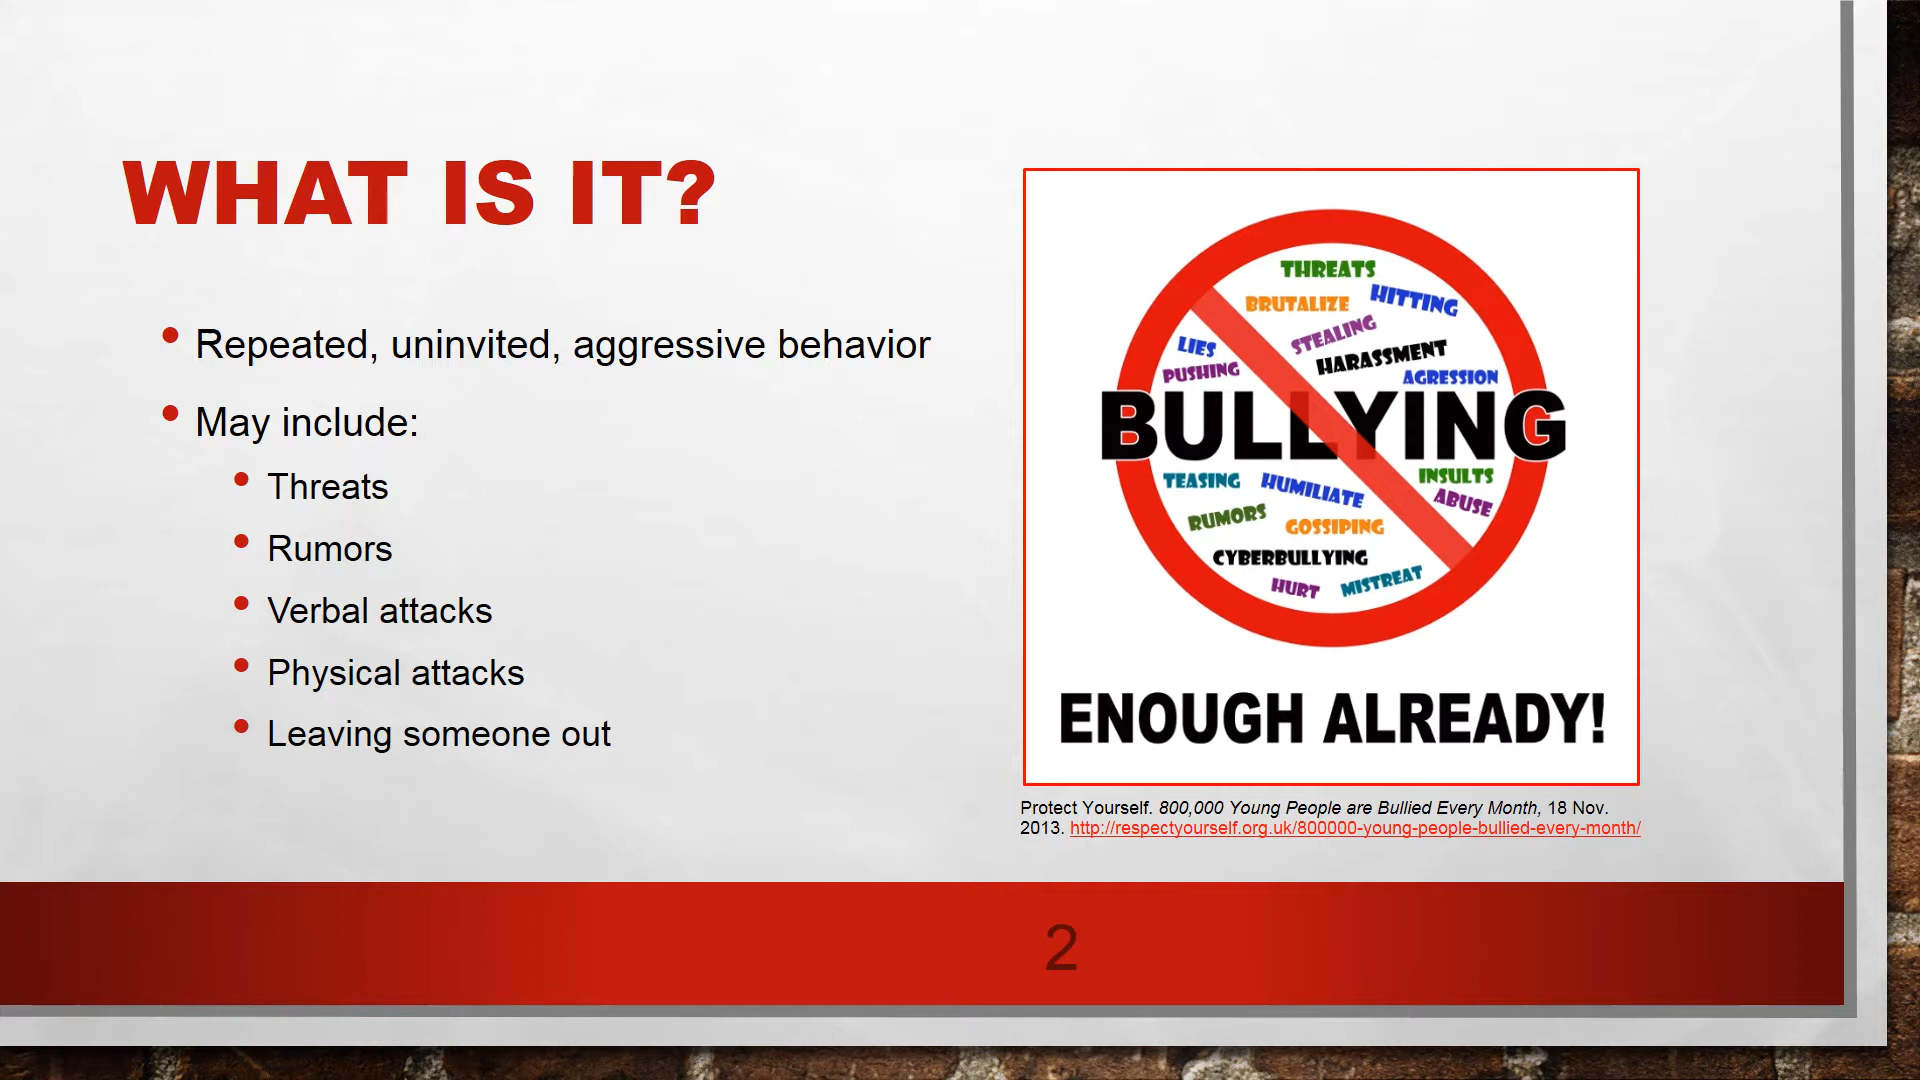 WHAT IS IT?
• Repeated, uninvited, aggressive behavior
• May include:
• Threats
• Rumors
• Verbal attacks
• Physical attacks
• Leaving someone out
THREATS
BRUTALIZE HITTING
STEALING
LIES HARASSMENT
PUSHING AGRESSION
BULLYING
TEASING HUMILIATE INSULTS
ABUSE
RUMORS GOSSIPING
CYBERBULLYING
HURT MISTREAT
ENOUGH ALREADY!
Protect Yourself. 800,000 Young People are Bullied Every Month, 18 Nov.
2013. http://respectyourself.org.uk/800000-young-people-bullied-every-month/
2